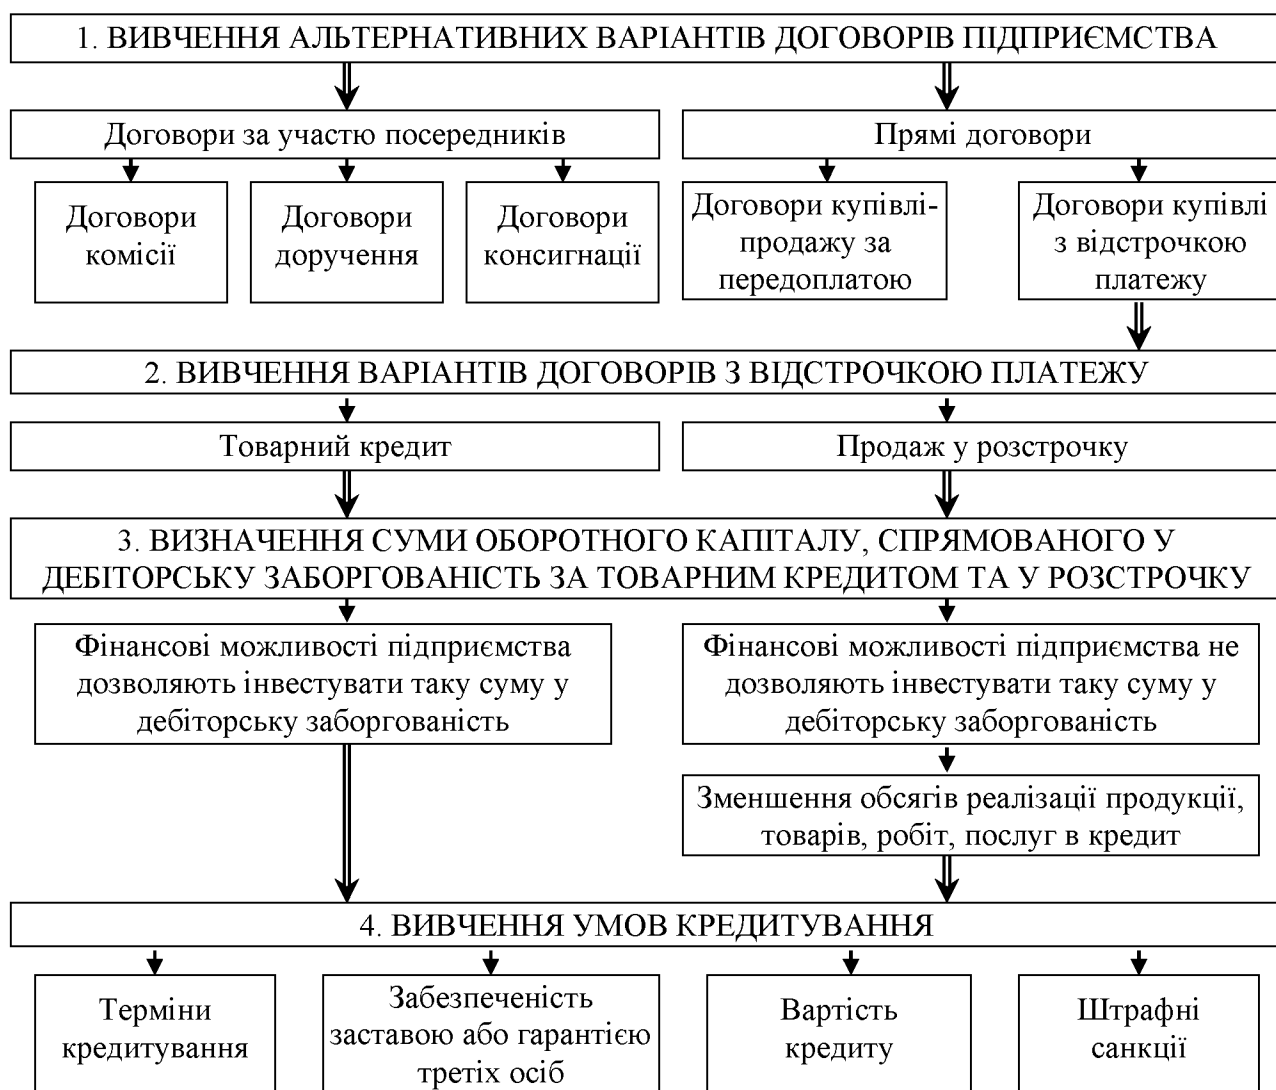 1. ВИВЧЕННЯ АЛЬТЕРНАТИВНИХ ВАРІАНТІВ ДОГОВОРІВ ПІДПРИЄМСТВА
Договори за участю посередників
Прямі договори
Договори
комісії
Договори
доручення
Договори
консигнації
Договори купівлі-
продажу за
передоплатою
Договори купівлі
з відстрочкою
платежу
2. ВИВЧЕННЯ ВАРІАНТІВ ДОГОВОРІВ З ВІДСТРОЧКОЮ ПЛАТЕЖУ
Товарний кредит
Продаж у розстрочку
3. ВИЗНАЧЕННЯ СУМИ ОБОРОТНОГО КАПІТАЛУ, СПРЯМОВАНОГО У
ДЕБІТОРСЬКУ ЗАБОРГОВАНІСТЬ ЗА ТОВАРНИМ КРЕДИТОМ ТА У РОЗСТРОЧКУ
Фінансові можливості підприємства
дозволяють інвестувати таку суму у
дебіторську заборгованість
Фінансові можливості підприємства не
дозволяють інвестувати таку суму у
дебіторську заборгованість
Зменшення обсягів реалізації продукції,
товарів, робіт, послуг в кредит
4. ВИВЧЕННЯ УМОВ КРЕДИТУВАННЯ
Терміни
кредитування
Забезпеченість
заставою або гарантією
третіх осіб
Вартість
кредиту
Штрафні
санкції